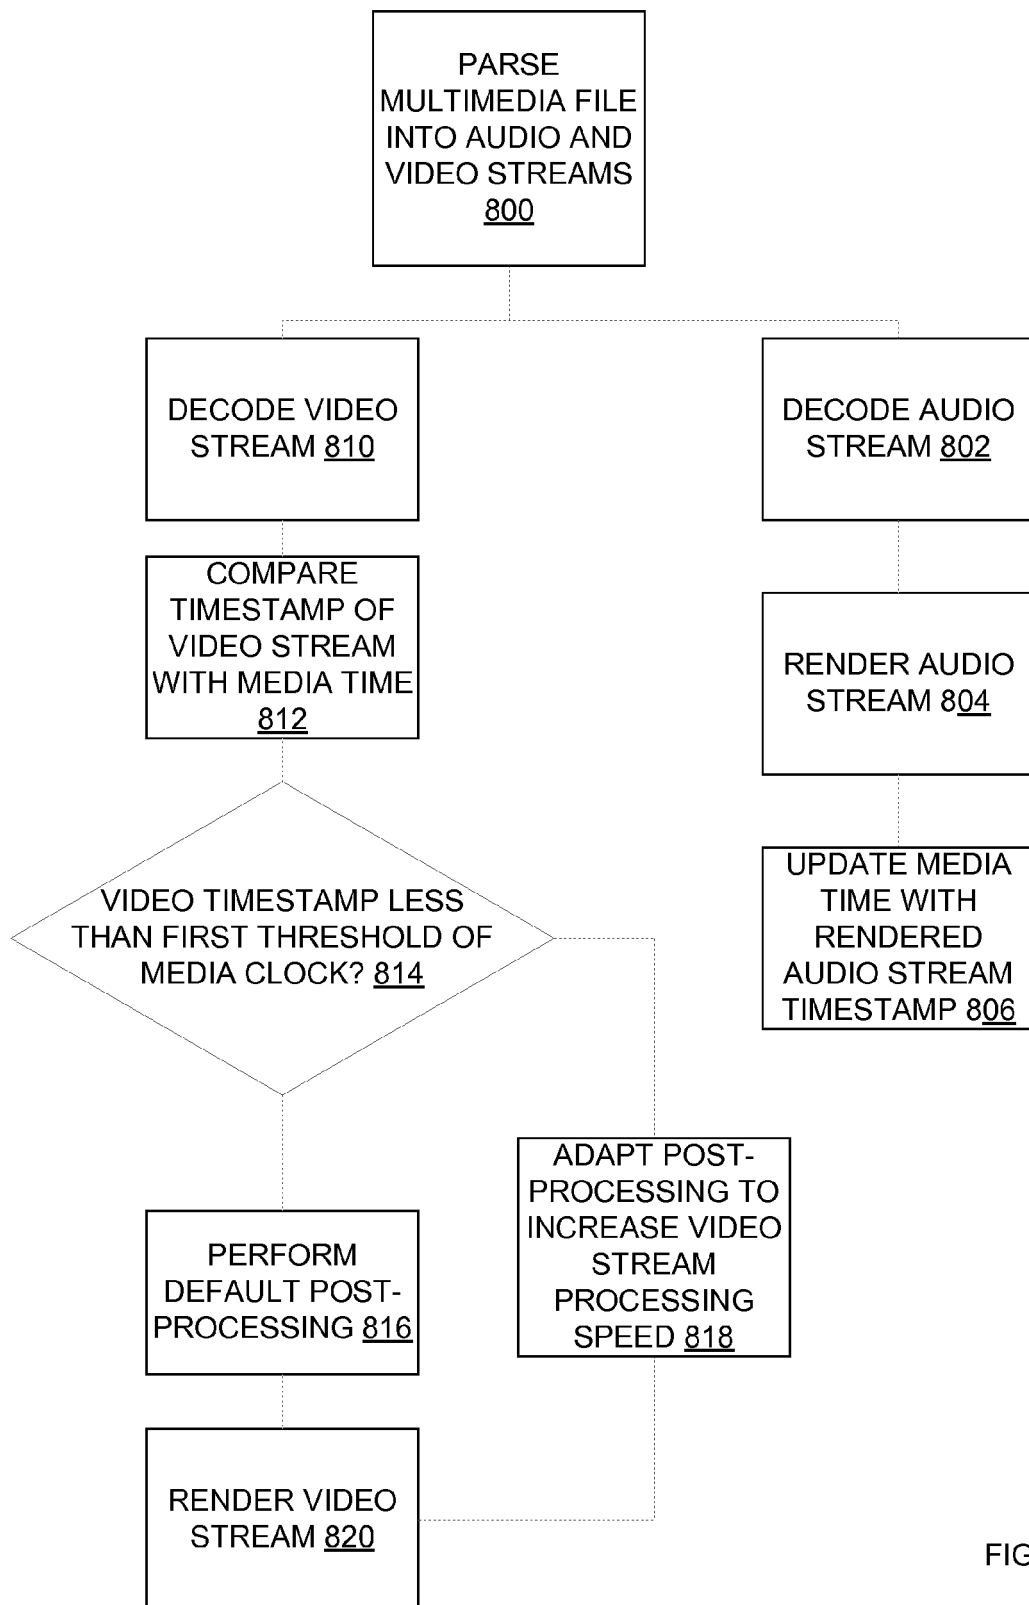 PARSE
MULTIMEDIA FILE
INTO AUDIO AND
VIDEO STREAMS
800
DECODE VIDEO
STREAM 810
DECODE AUDIO
STREAM 802
COMPARE
TIMESTAMP OF
VIDEO STREAM
WITH MEDIA TIME
812
RENDER AUDIO
STREAM 804
VIDEO TIMESTAMP LESS
THAN FIRST THRESHOLD OF
MEDIA CLOCK? 814
UPDATE MEDIA
TIME WITH
RENDERED
AUDIO STREAM
TIMESTAMP 806
ADAPT POST-
PROCESSING TO
INCREASE VIDEO
STREAM
PROCESSING
SPEED 818
PERFORM
DEFAULT POST-
PROCESSING 816
RENDER VIDEO
STREAM 820
FIG